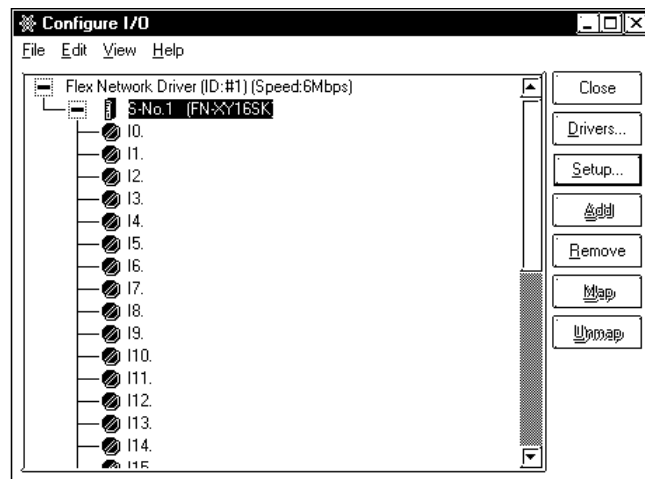 Configure I/O
File Edit View Help
Flex Network Driver (ID:#1) (Speed:6Mbps)
S-No.1 (FN-XY16SK)
I0.
I1.
I2.
I3.
I4.
I5.
I6.
I7.
I8.
I9.
I10.
I11.
I12.
I13.
I14.
I15.
Close
Drivers...
Setup...
Add
Remove
Map
Unmap